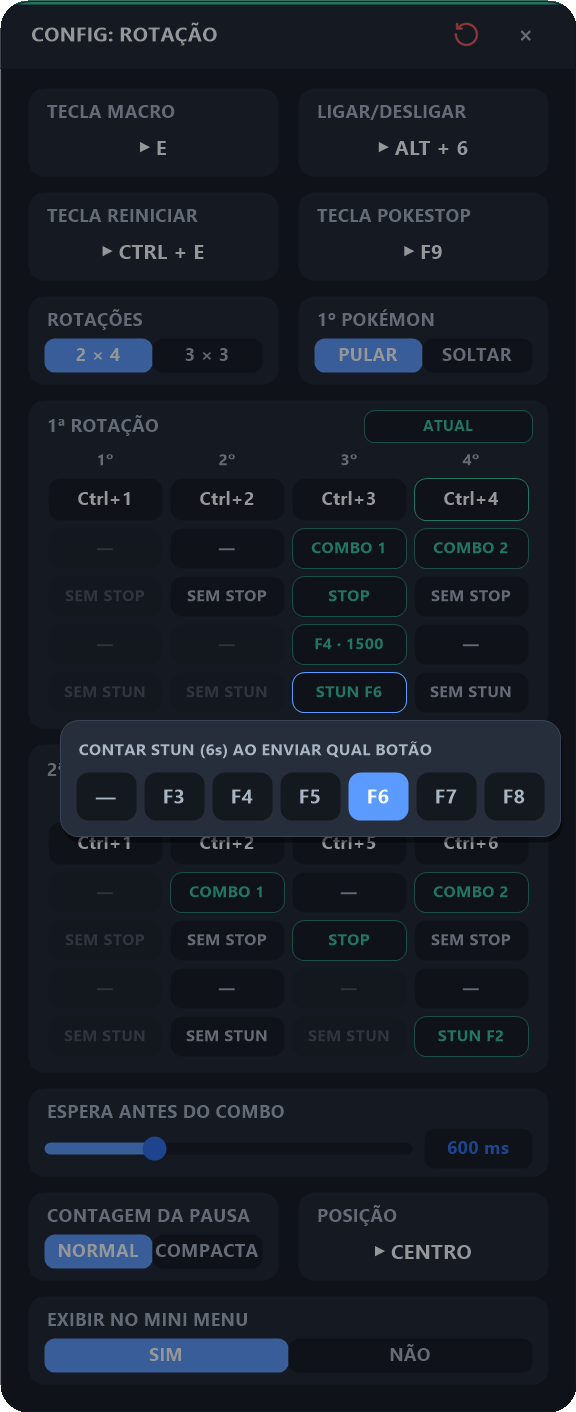 CONFIG: ROTAÇÃO ×
TECLA MACRO
▸ E
LIGAR/DESLIGAR
▸ ALT + 6
TECLA REINICIAR
▸ CTRL + E
TECLA POKESTOP
▸ F9
ROTAÇÕES
2 × 4 3 × 3
1º POKÉMON
PULAR SOLTAR
1ª ROTAÇÃO ATUAL
1º 2º 3º 4º
Ctrl+1 Ctrl+2 Ctrl+3 Ctrl+4
— — COMBO 1 COMBO 2
SEM STOP SEM STOP STOP SEM STOP
— — F4 · 1500 —
SEM STUN SEM STUN STUN F6 SEM STUN
CONTAR STUN (6s) AO ENVIAR QUAL BOTÃO
— F3 F4 F5 F6 F7 F8
Ctrl+1 Ctrl+2 Ctrl+5 Ctrl+6
— COMBO 1 — COMBO 2
SEM STOP SEM STOP STOP SEM STOP
— — — —
SEM STUN SEM STUN SEM STUN STUN F2
ESPERA ANTES DO COMBO
600 ms
CONTAGEM DA PAUSA
NORMAL COMPACTA
POSIÇÃO
▸ CENTRO
EXIBIR NO MINI MENU
SIM NÃO